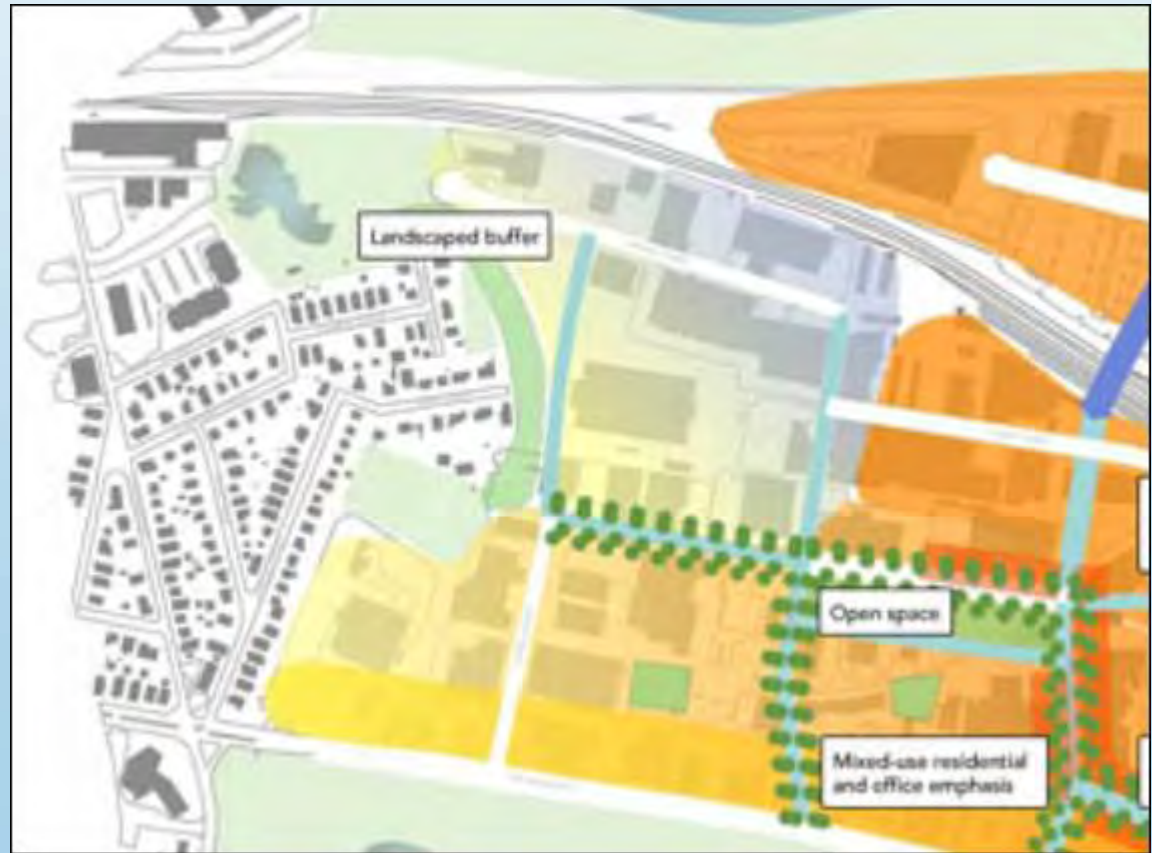 Landscaped buffer
Open space
Mixed-use residential
and office emphasis